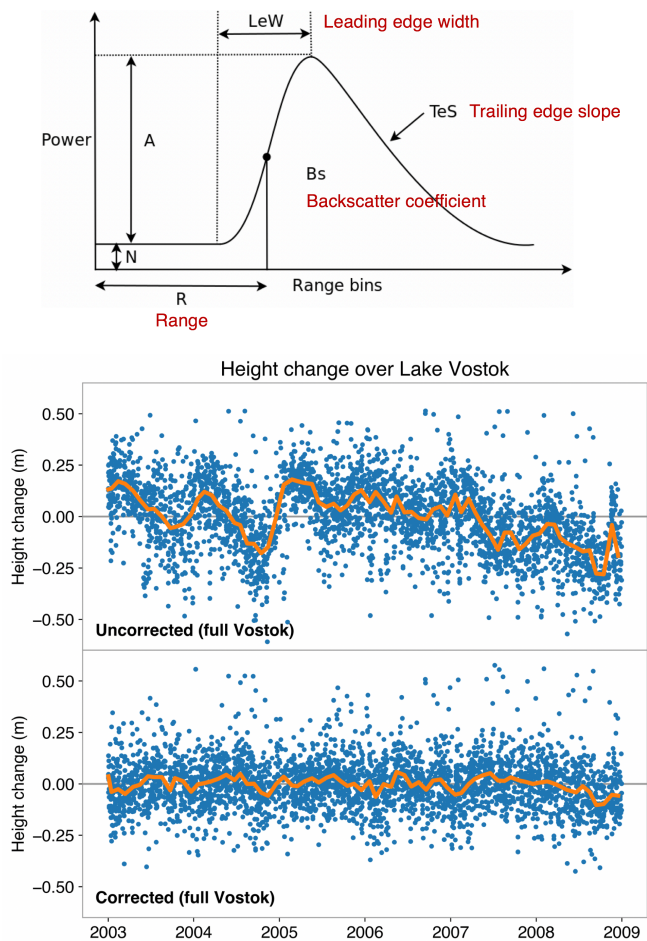 LeW Leading edge width
TeS Trailing edge slope
Power
A
Bs
Backscatter coefficient
N
Range bins
R
Range
Height change over Lake Vostok
Height change (m)
0.50
0.25
0.00
−0.25
−0.50
Uncorrected (full Vostok)
Height change (m)
0.50
0.25
0.00
−0.25
−0.50
Corrected (full Vostok)
2003 2004 2005 2006 2007 2008 2009